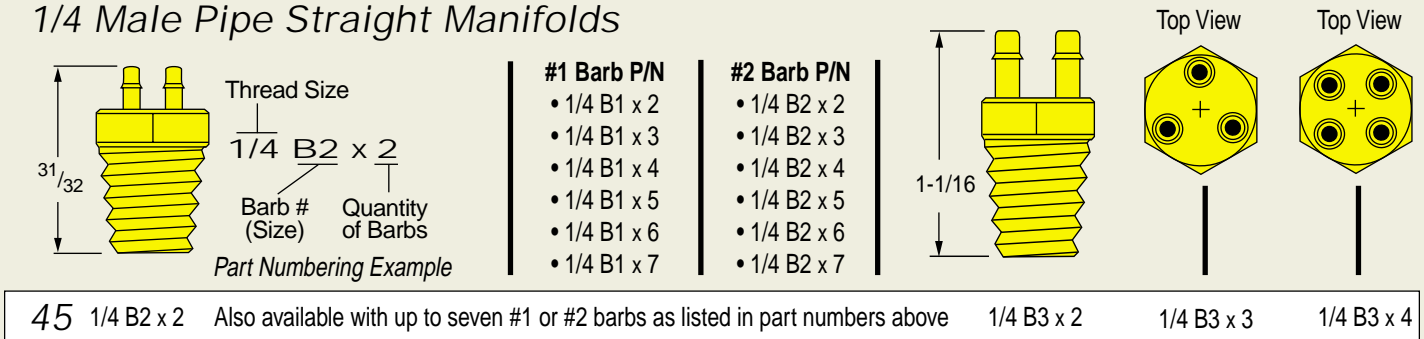 1/4 Male Pipe Straight Manifolds
31/32
Thread Size
1/4 B2 x 2
Barb #
(Size)
Quantity
of Barbs
Part Numbering Example
#1 Barb P/N
• 1/4 B1 x 2
• 1/4 B1 x 3
• 1/4 B1 x 4
• 1/4 B1 x 5
• 1/4 B1 x 6
• 1/4 B1 x 7
#2 Barb P/N
• 1/4 B2 x 2
• 1/4 B2 x 3
• 1/4 B2 x 4
• 1/4 B2 x 5
• 1/4 B2 x 6
• 1/4 B2 x 7
1-1/16
Top View
Top View
45 1/4 B2 x 2 Also available with up to seven #1 or #2 barbs as listed in part numbers above 1/4 B3 x 2 1/4 B3 x 3 1/4 B3 x 4